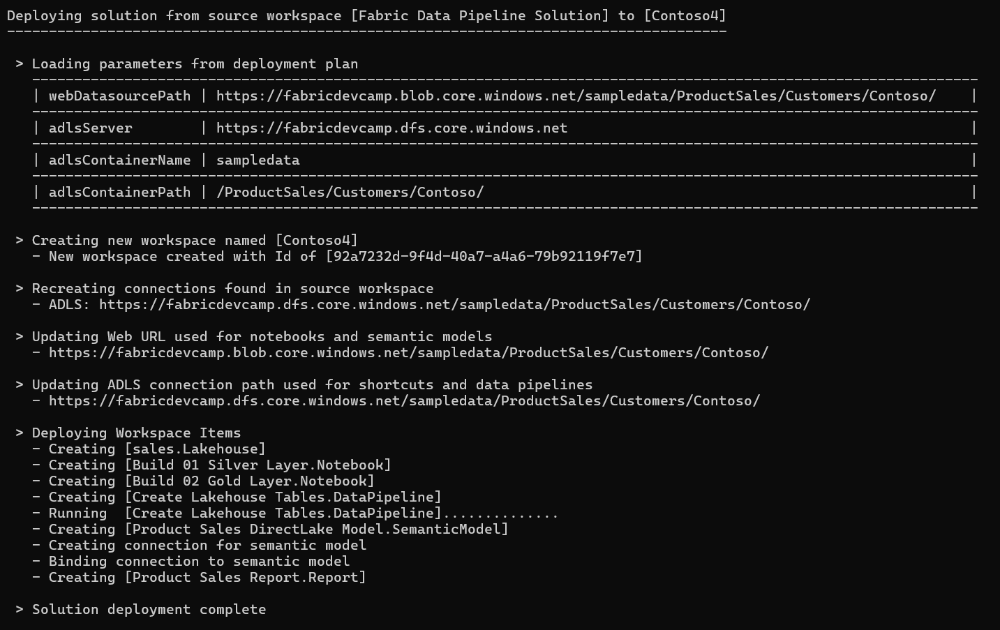 Deploying solution from source workspace [Fabric Data Pipeline Solution] to [Contoso4]
--------------------------------------------------------------------------------------
> Loading parameters from deployment plan
-----------------------------------------------------------------------------------------------------------------
| webDatasourcePath | https://fabricdevcamp.blob.core.windows.net/sampledata/ProductSales/Customers/Contoso/    |
-----------------------------------------------------------------------------------------------------------------
| adlsServer        | https://fabricdevcamp.dfs.core.windows.net                                                |
-----------------------------------------------------------------------------------------------------------------
| adlsContainerName | sampledata                                                                                |
-----------------------------------------------------------------------------------------------------------------
| adlsContainerPath | /ProductSales/Customers/Contoso/                                                          |
-----------------------------------------------------------------------------------------------------------------
> Creating new workspace named [Contoso4]
- New workspace created with Id of [92a7232d-9f4d-40a7-a4a6-79b92119f7e7]
> Recreating connections found in source workspace
- ADLS: https://fabricdevcamp.dfs.core.windows.net/sampledata/ProductSales/Customers/Contoso/
> Updating Web URL used for notebooks and semantic models
- https://fabricdevcamp.blob.core.windows.net/sampledata/ProductSales/Customers/Contoso/
> Updating ADLS connection path used for shortcuts and data pipelines
- https://fabricdevcamp.dfs.core.windows.net/sampledata/ProductSales/Customers/Contoso/
> Deploying Workspace Items
- Creating [sales.Lakehouse]
- Creating [Build 01 Silver Layer.Notebook]
- Creating [Build 02 Gold Layer.Notebook]
- Creating [Create Lakehouse Tables.DataPipeline]
- Running  [Create Lakehouse Tables.DataPipeline]..............
- Creating [Product Sales DirectLake Model.SemanticModel]
- Creating connection for semantic model
- Binding connection to semantic model
- Creating [Product Sales Report.Report]
> Solution deployment complete